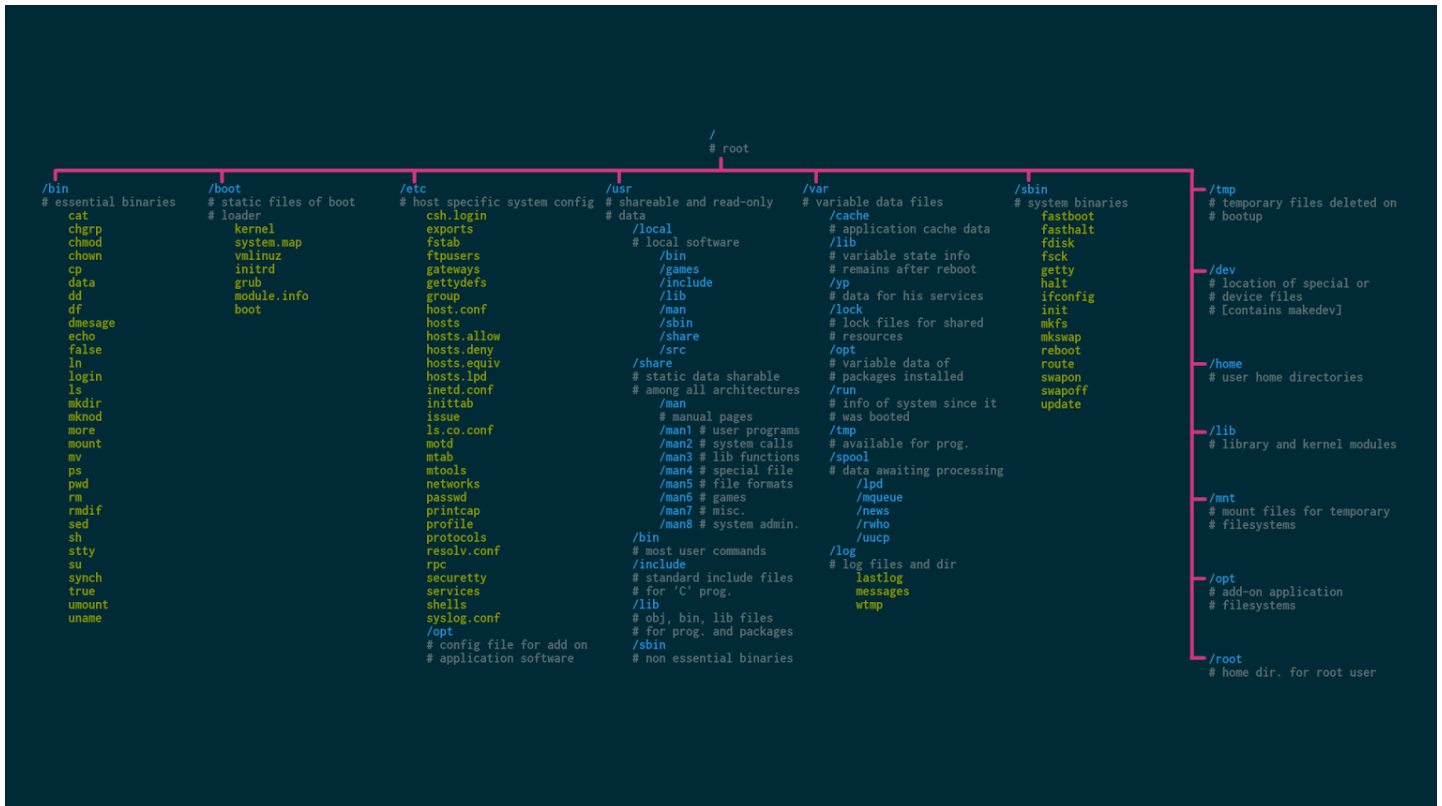 /
# root
/bin
# essential binaries
cat
chgrp
chmod
chown
cp
data
dd
df
dmesage
echo
false
ln
login
ls
mkdir
mknod
more
mount
mv
ps
pwd
rm
rmdif
sed
sh
stty
su
synch
true
umount
uname
/boot
# static files of boot
# loader
kernel
system.map
vmlinuz
initrd
grub
module.info
boot
/etc
# host specific system config
csh.login
exports
fstab
ftpusers
gateways
gettydefs
group
host.conf
hosts
hosts.allow
hosts.deny
hosts.equiv
hosts.lpd
inetd.conf
inittab
issue
ls.co.conf
motd
mtab
mtools
networks
passwd
printcap
profile
protocols
resolv.conf
rpc
securetty
services
shells
syslog.conf
/opt
# config file for add on
# application software
/usr
# shareable and read-only
# data
/local
# local software
/bin
/games
/include
/lib
/man
/sbin
/share
/src
/share
# static data sharable
# among all architectures
/man
# manual pages
/man1 # user programs
/man2 # system calls
/man3 # lib functions
/man4 # special file
/man5 # file formats
/man6 # games
/man7 # misc.
/man8 # system admin.
/bin
# most user commands
/include
# standard include files
# for 'C' prog.
/lib
# obj, bin, lib files
# for prog. and packages
/sbin
# non essential binaries
/var
# variable data files
/cache
# application cache data
/lib
# variable state info
# remains after reboot
/yp
# data for his services
/lock
# lock files for shared
# resources
/opt
# variable data of
# packages installed
/run
# info of system since it
# was booted
/tmp
# available for prog.
/spool
# data awaiting processing
/lpd
/mqueue
/news
/rwho
/uucp
/log
# log files and dir
lastlog
messages
wtmp
/sbin
# system binaries
fastboot
fasthalt
fdisk
fsck
getty
halt
ifconfig
init
mkfs
mkswap
reboot
route
swapon
swapoff
update
/tmp
# temporary files deleted on
# bootup
/dev
# location of special or
# device files
# [contains makedev]
/home
# user home directories
/lib
# library and kernel modules
/mnt
# mount files for temporary
# filesystems
/opt
# add-on application
# filesystems
/root
# home dir. for root user